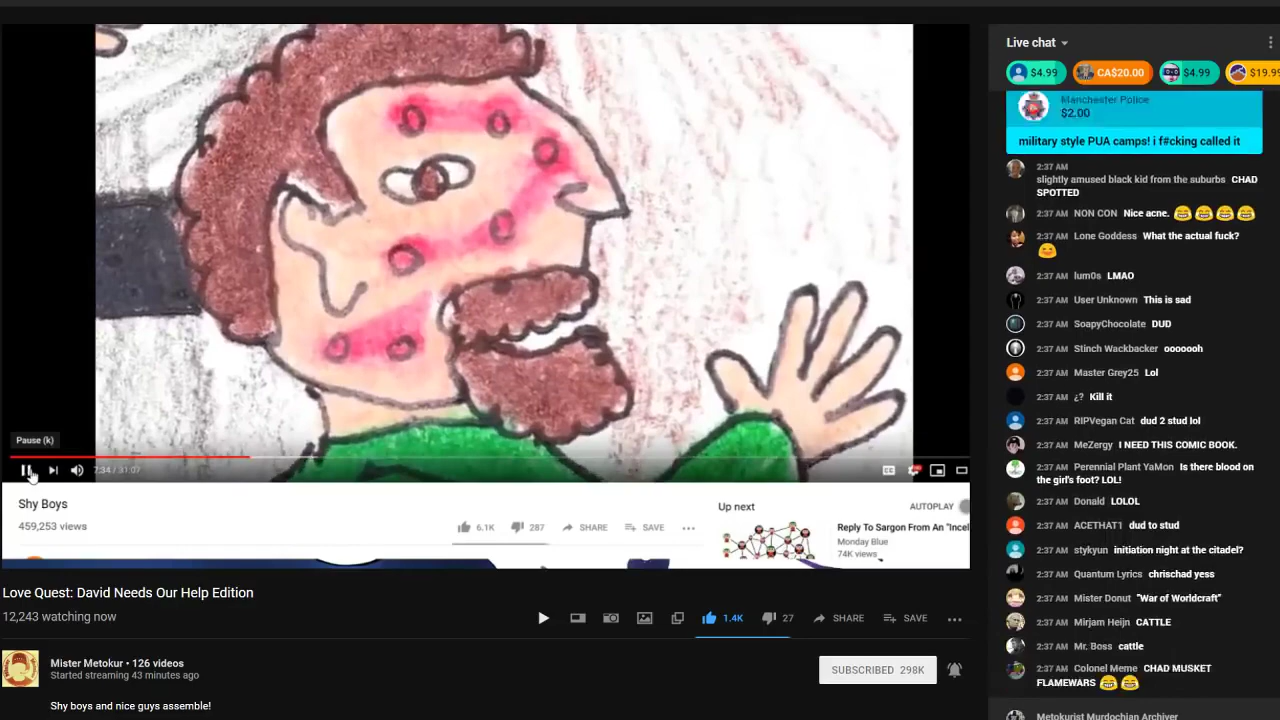 Pause (k)
7:34 / 31:07
Shy Boys
459,253 views
6.1K
287
SHARE
SAVE
Up next
AUTOPLAY
Reply To Sargon From An "Incel
Monday Blue
74K views
Love Quest: David Needs Our Help Edition
12,243 watching now
1.4K
27
SHARE
SAVE
Mister Metokur • 126 videos
Started streaming 43 minutes ago
SUBSCRIBED 298K
Shy boys and nice guys assemble!
Live chat
$4.99
CA$20.00
$4.99
$19.99
Manchester Police
$2.00
military style PUA camps! i f#cking called it
2:37 AM
slightly amused black kid from the suburbs CHAD
SPOTTED
2:37 AM NON CON Nice acne. 😂😂😂😂
2:37 AM Lone Goddess What the actual fuck?
2:37 AM lum0s LMAO
2:37 AM User Unknown This is sad
2:37 AM SoapyChocolate DUD
2:37 AM Stinch Wackbacker ooooooh
2:37 AM Master Grey25 Lol
2:37 AM ¿? Kill it
2:37 AM RIPVegan Cat dud 2 stud lol
2:37 AM MeZergy I NEED THIS COMIC BOOK.
2:37 AM Perennial Plant YaMon Is there blood on
the girl's foot? LOL!
2:37 AM Donald LOLOL
2:37 AM ACETHAT1 dud to stud
2:37 AM stykyun initiation night at the citadel?
2:37 AM Quantum Lyrics chrischad yess
2:37 AM Mister Donut "War of Worldcraft"
2:37 AM Mirjam Heijn CATTLE
2:37 AM Mr. Boss cattle
2:37 AM Colonel Meme CHAD MUSKET
FLAMEWARS 😂😂
Metokurist Murdochian Archiver